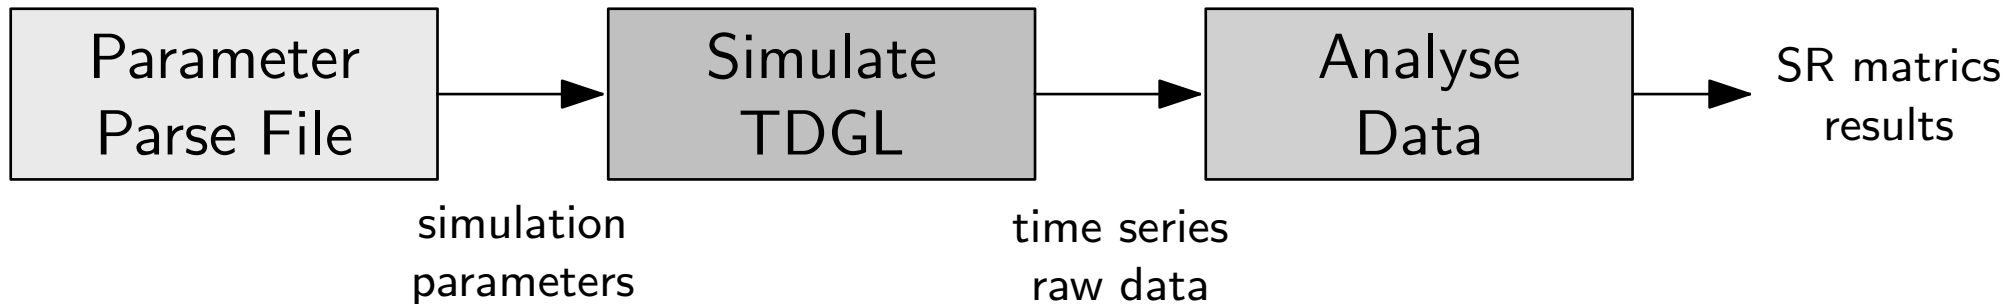 Parameter
Parse File
simulation
parameters
Simulate
TDGL
time series
raw data
Analyse
Data
SR matrics
results